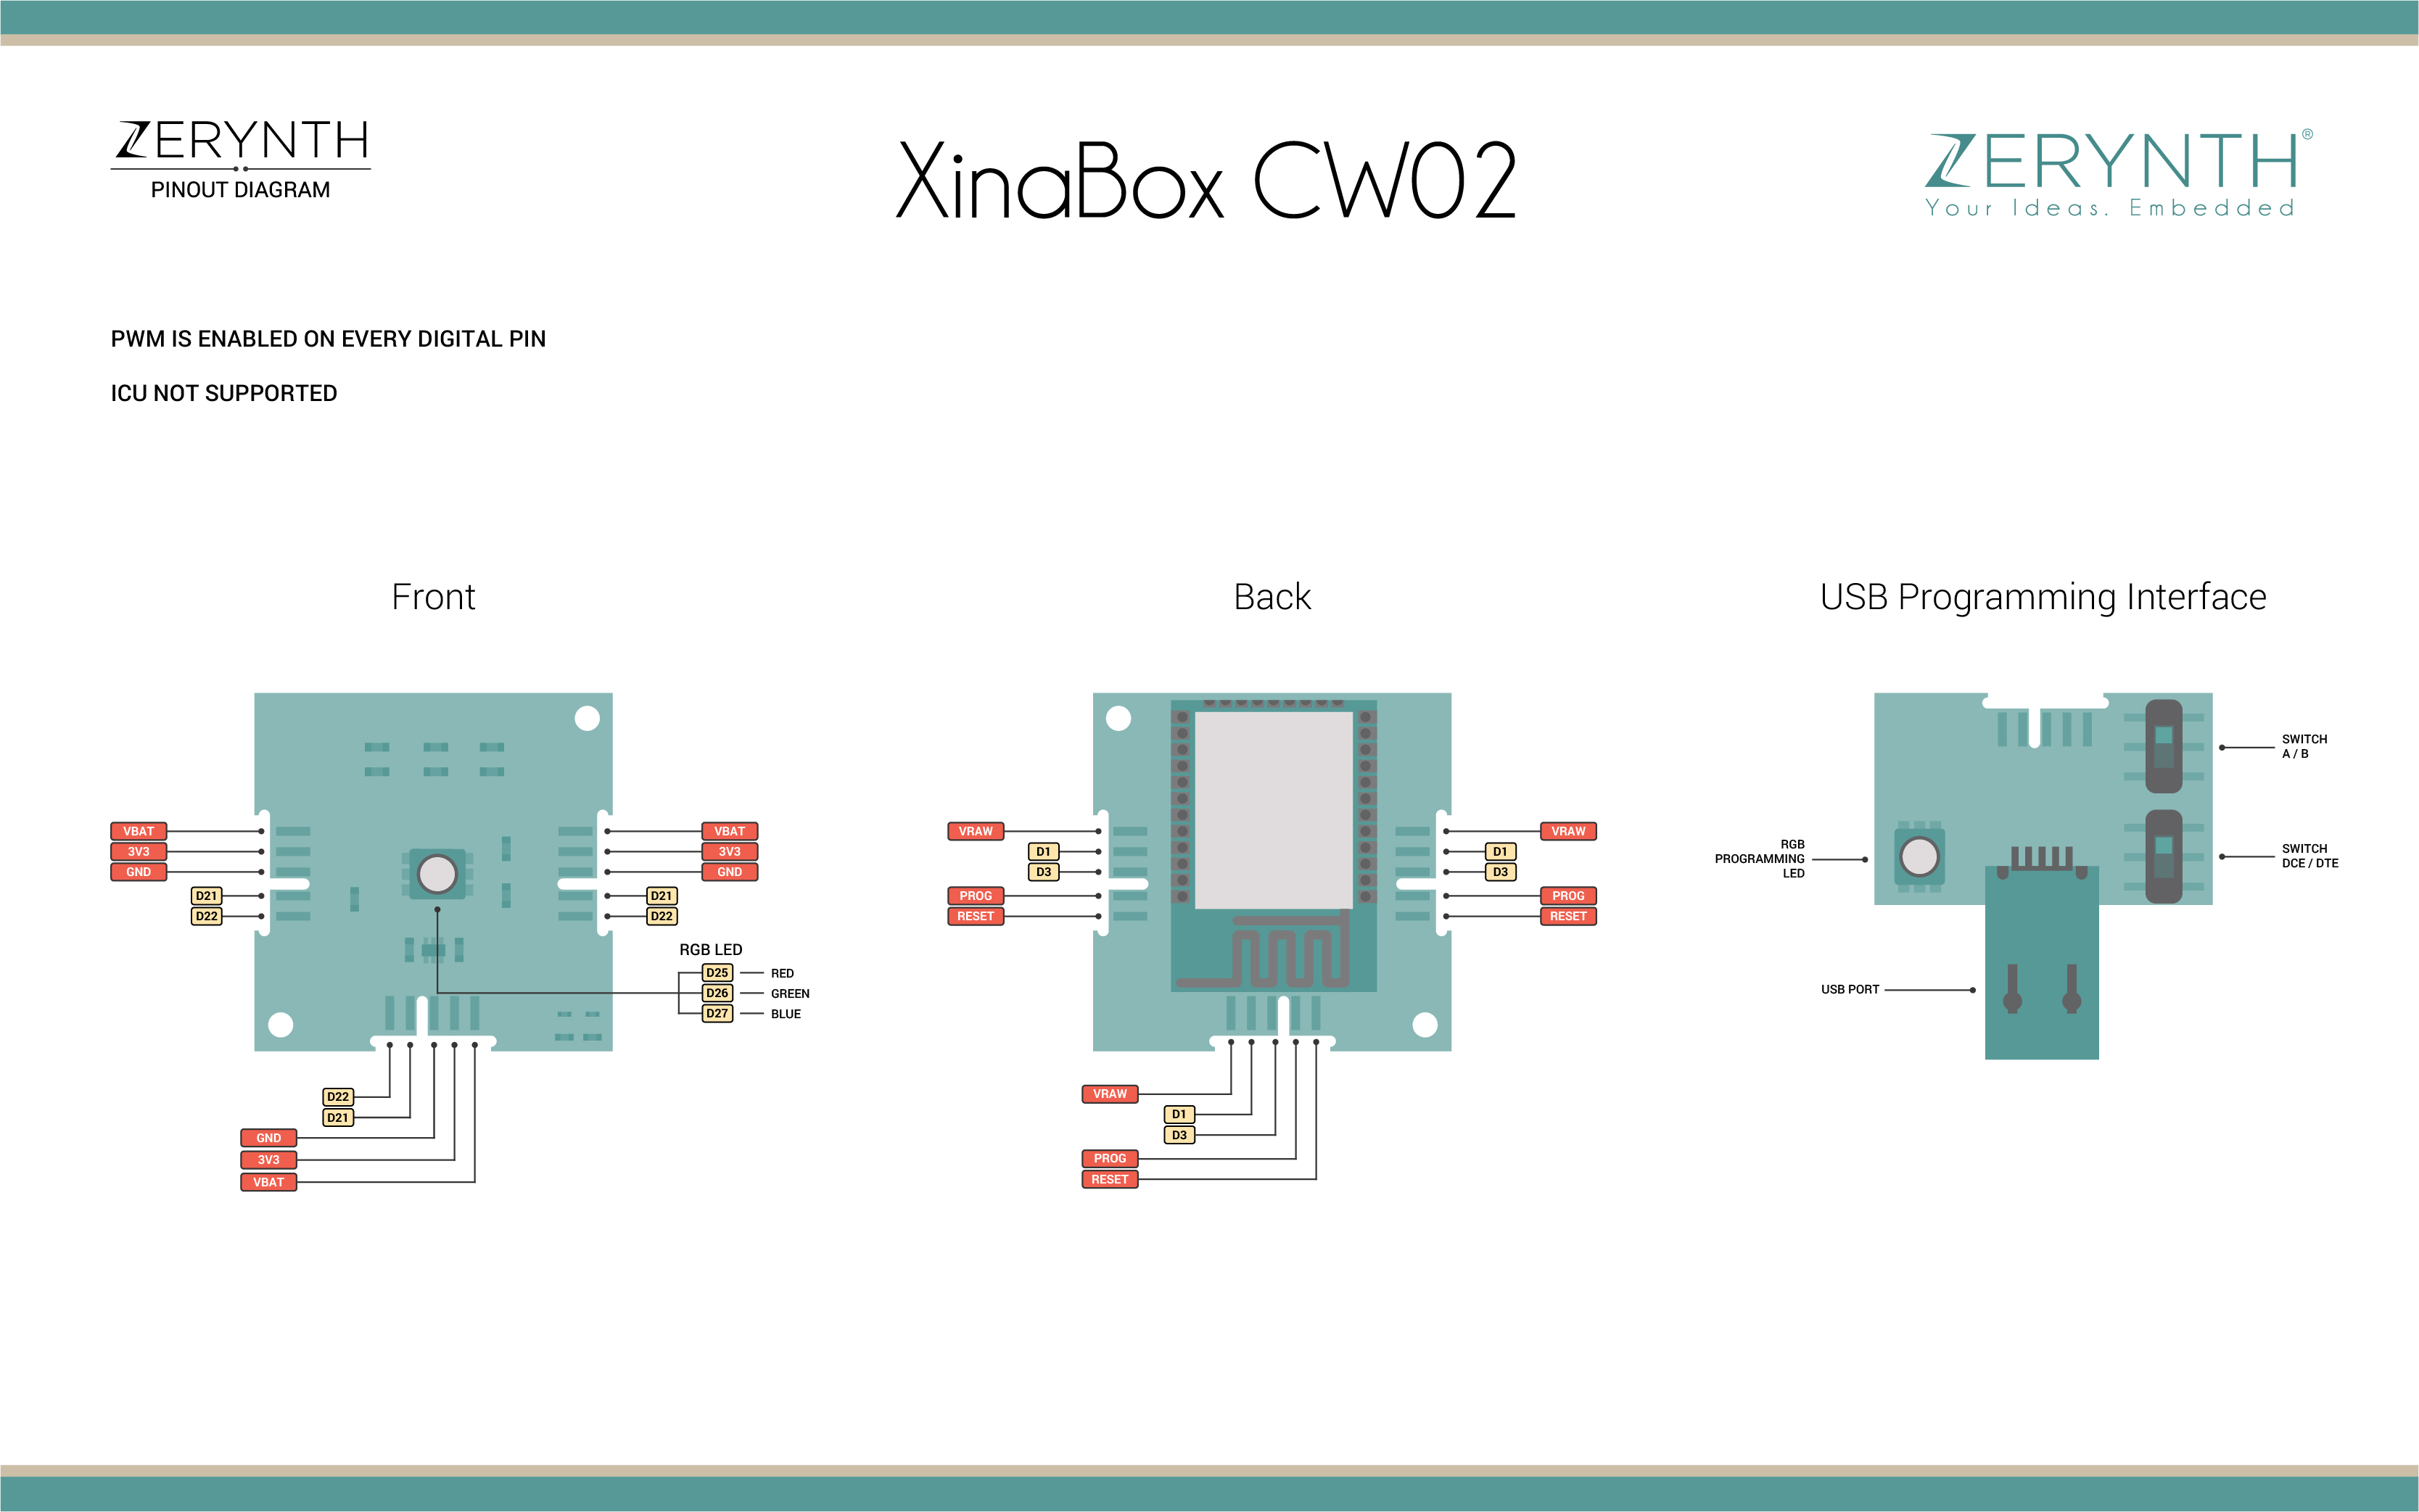 ZERYNTH
PINOUT DIAGRAM
XinaBox CW02
ZERYNTH®
Your Ideas. Embedded
PWM IS ENABLED ON EVERY DIGITAL PIN
ICU NOT SUPPORTED
Front
VBAT
3V3
GND
D21
D22
VBAT
3V3
GND
D21
D22
RGB LED
D25 RED
D26 GREEN
D27 BLUE
D22
D21
GND
3V3
VBAT
Back
VRAW
D1
D3
PROG
RESET
VRAW
D1
D3
PROG
RESET
VRAW
D1
D3
PROG
RESET
USB Programming Interface
SWITCH
A / B
RGB
PROGRAMMING
LED
SWITCH
DCE / DTE
USB PORT